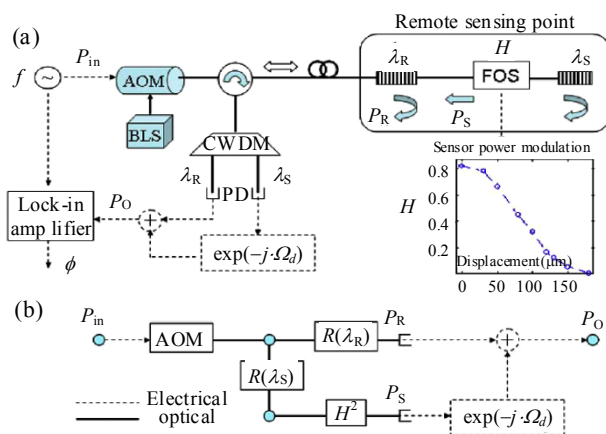 (a)
Remote sensing point
f ~ P_in AOM λ_R H λ_S
FOS
BLS
P_R P_S
CWDM
λ_R λ_S
PD
Lock-in
amplifier
P_O
+
exp(−j·Ω_d)
ϕ
Sensor power modulation
H
0.8
0.6
0.4
0.2
Displacement(μm)
0 50 100 150
(b)
P_in AOM R(λ_R) P_R + P_O
R(λ_S)
H² P_S exp(−j·Ω_d)
Electrical
optical